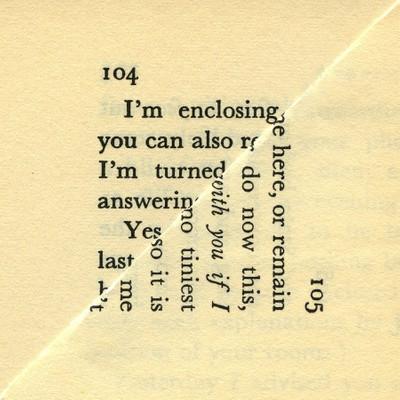 104
I'm enclosing
you can also
I'm turned
answerin
Yes
last
105
e here, or remain
do now this,
with you if I
no tiniest
so it is
me